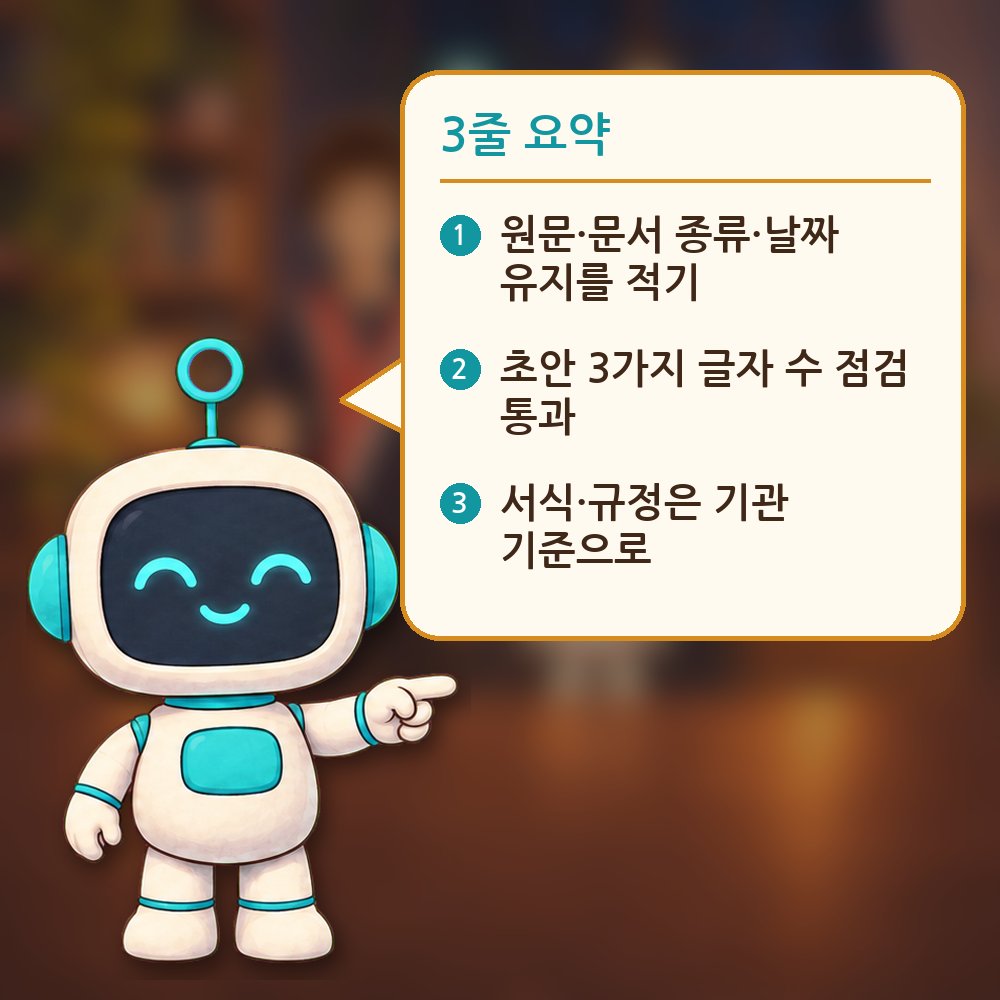 3줄 요약
1 원문·문서 종류·날짜
유지를 적기
2 초안 3가지 글자 수 점검
통과
3 서식·규정은 기관
기준으로